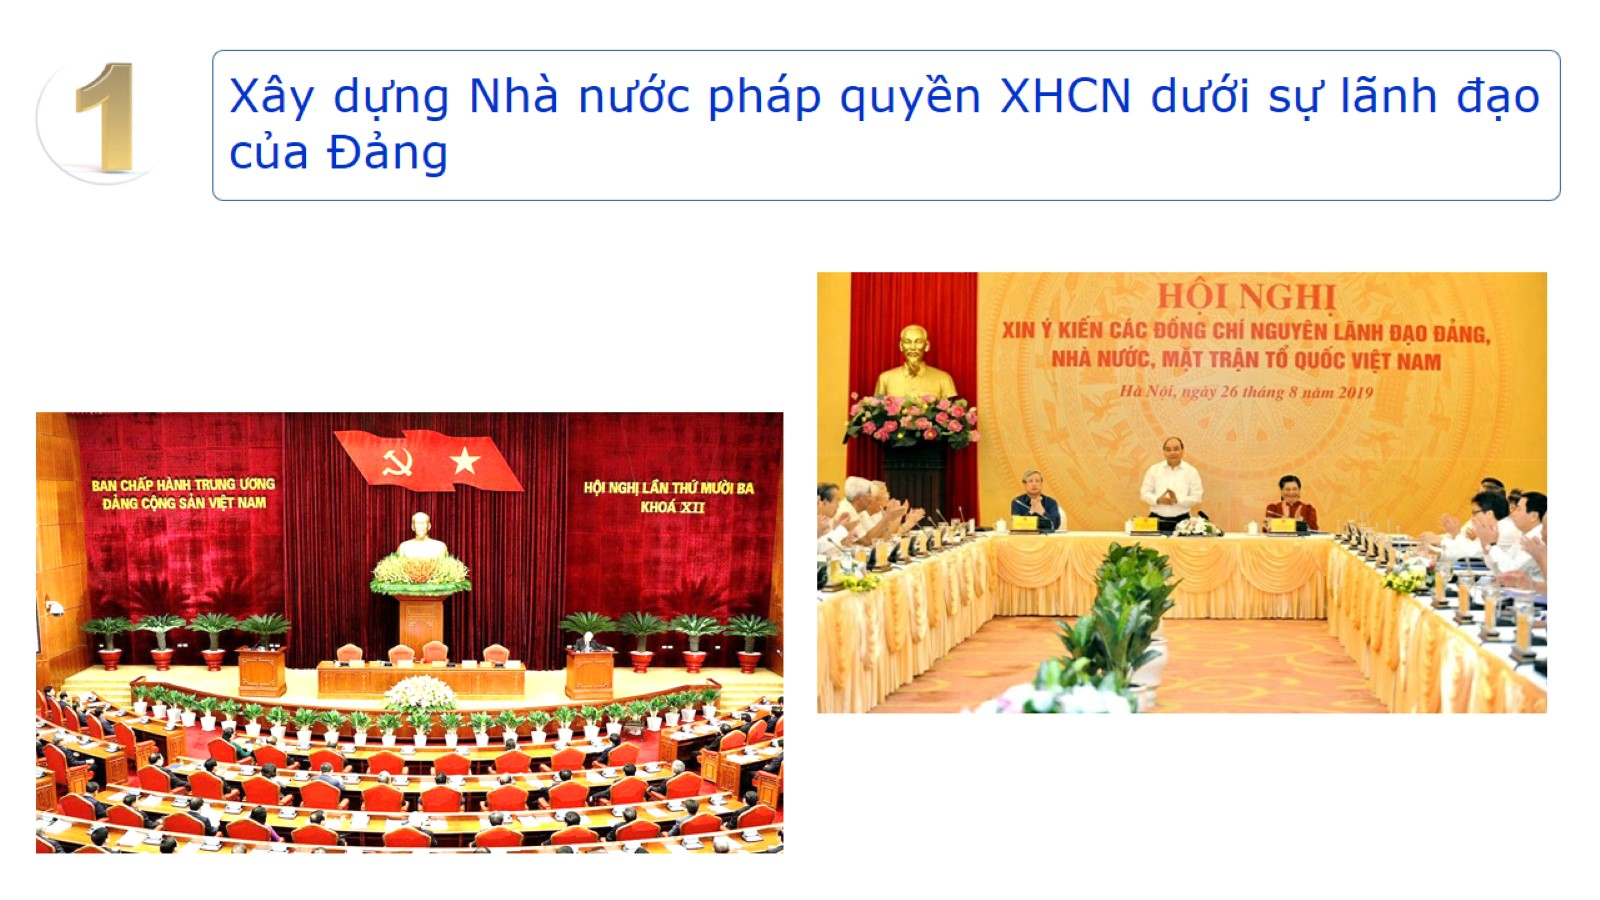 1
Xây dựng Nhà nước pháp quyền XHCN dưới sự lãnh đạo
của Đảng
BAN CHẤP HÀNH TRUNG ƯƠNG
ĐẢNG CỘNG SẢN VIỆT NAM
HỘI NGHỊ LẦN THỨ MƯỜI BA
KHOÁ XII
HỘI NGHỊ
XIN Ý KIẾN CÁC ĐỒNG CHÍ NGUYÊN LÃNH ĐẠO ĐẢNG,
NHÀ NƯỚC, MẶT TRẬN TỔ QUỐC VIỆT NAM
Hà Nội, ngày 26 tháng 8 năm 2019